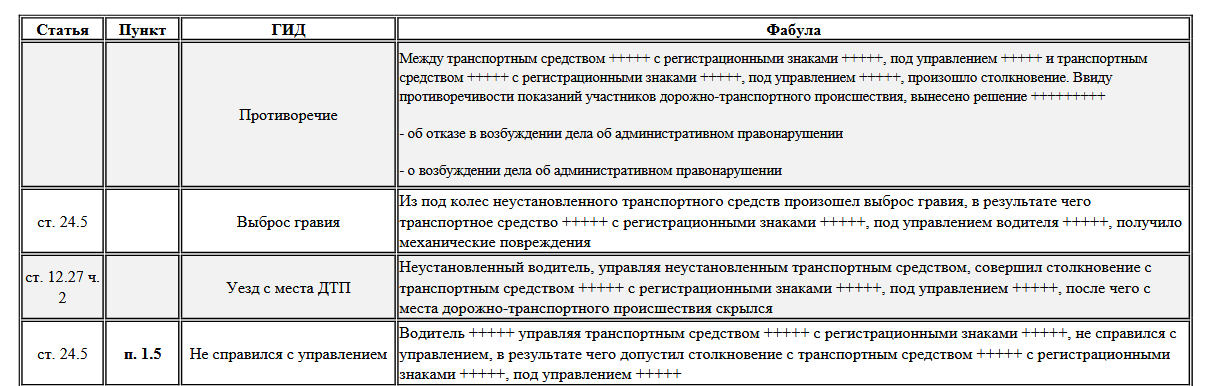 Статья Пункт ГИД Фабула
Между транспортным средством +++++ с регистрационными знаками +++++, под управлением +++++ и транспортным
средством +++++ с регистрационными знаками +++++, под управлением +++++, произошло столкновение. Ввиду
противоречивости показаний участников дорожно-транспортного происшествия, вынесено решение +++++++++
Противоречие
- об отказе в возбуждении дела об административном правонарушении
- о возбуждении дела об административном правонарушении
ст. 24.5
Выброс гравия
Из под колес неустановленного транспортного средств произошел выброс гравия, в результате чего
транспортное средство +++++ с регистрационными знаками +++++, под управлением водителя +++++, получило
механические повреждения
ст. 12.27 ч.
2
Уезд с места ДТП
Неустановленный водитель, управляя неустановленным транспортным средством, совершил столкновение с
транспортным средством +++++ с регистрационными знаками +++++, под управлением +++++, после чего с
места дорожно-транспортного происшествия скрылся
ст. 24.5
п. 1.5
Не справился с управлением
Водитель +++++ управляя транспортным средством +++++ с регистрационными знаками +++++, не справился с
управлением, в результате чего допустил столкновение с транспортным средством +++++ с регистрационными
знаками +++++, под управлением +++++